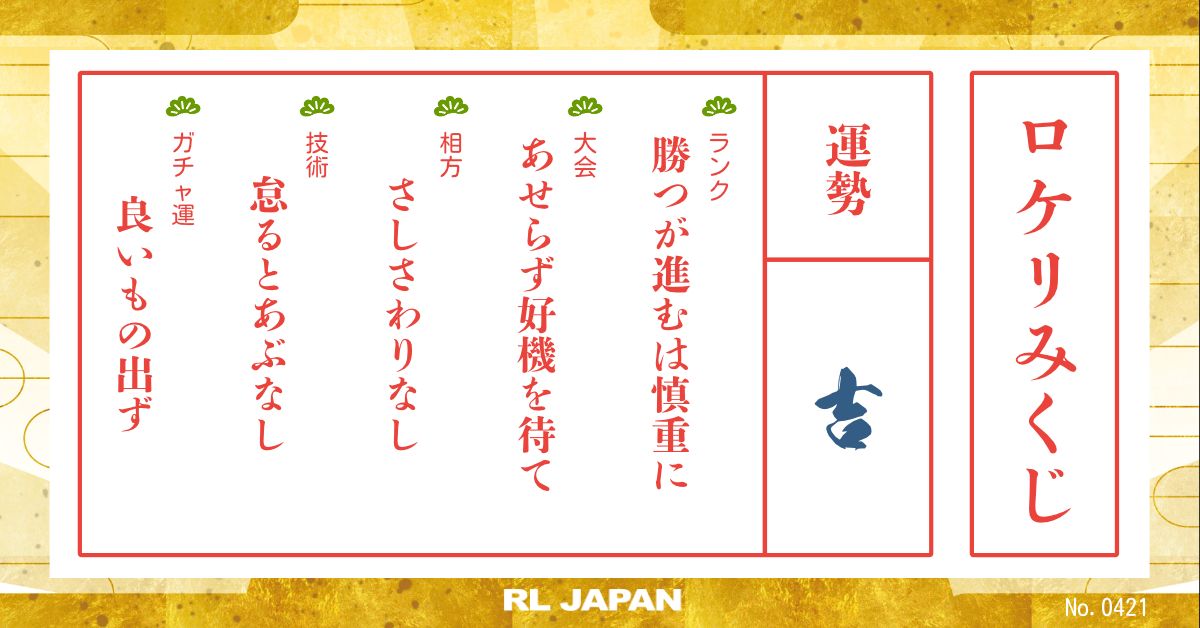 ロケリみくじ
運勢
吉
ランク
勝つが進むは慎重に
大会
あせらず好機を待て
相方
さしさわりなし
技術
怠るとあぶなし
ガチャ運
良いもの出ず
RL JAPAN
No. 0421